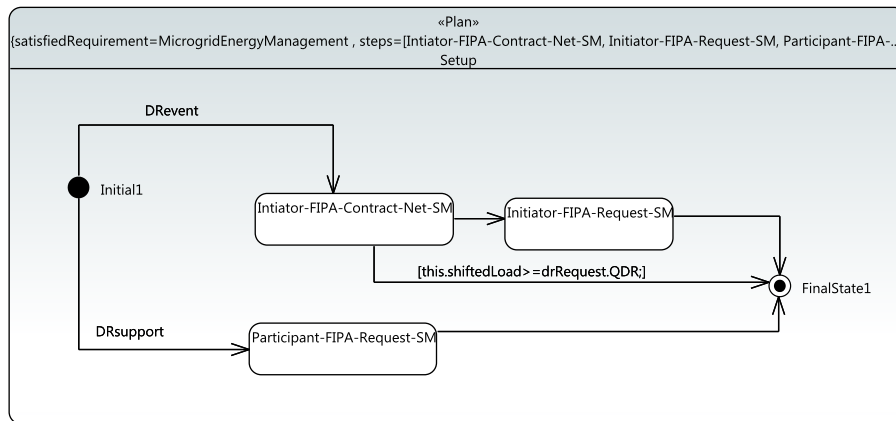 «Plan»
{satisfiedRequirement=MicrogridEnergyManagement , steps=[Intiator-FIPA-Contract-Net-SM, Initiator-FIPA-Request-SM, Participant-FIPA-...
Setup
DRevent
Initial1
Intiator-FIPA-Contract-Net-SM
Initiator-FIPA-Request-SM
[this.shiftedLoad>=drRequest.QDR;]
FinalState1
DRsupport
Participant-FIPA-Request-SM